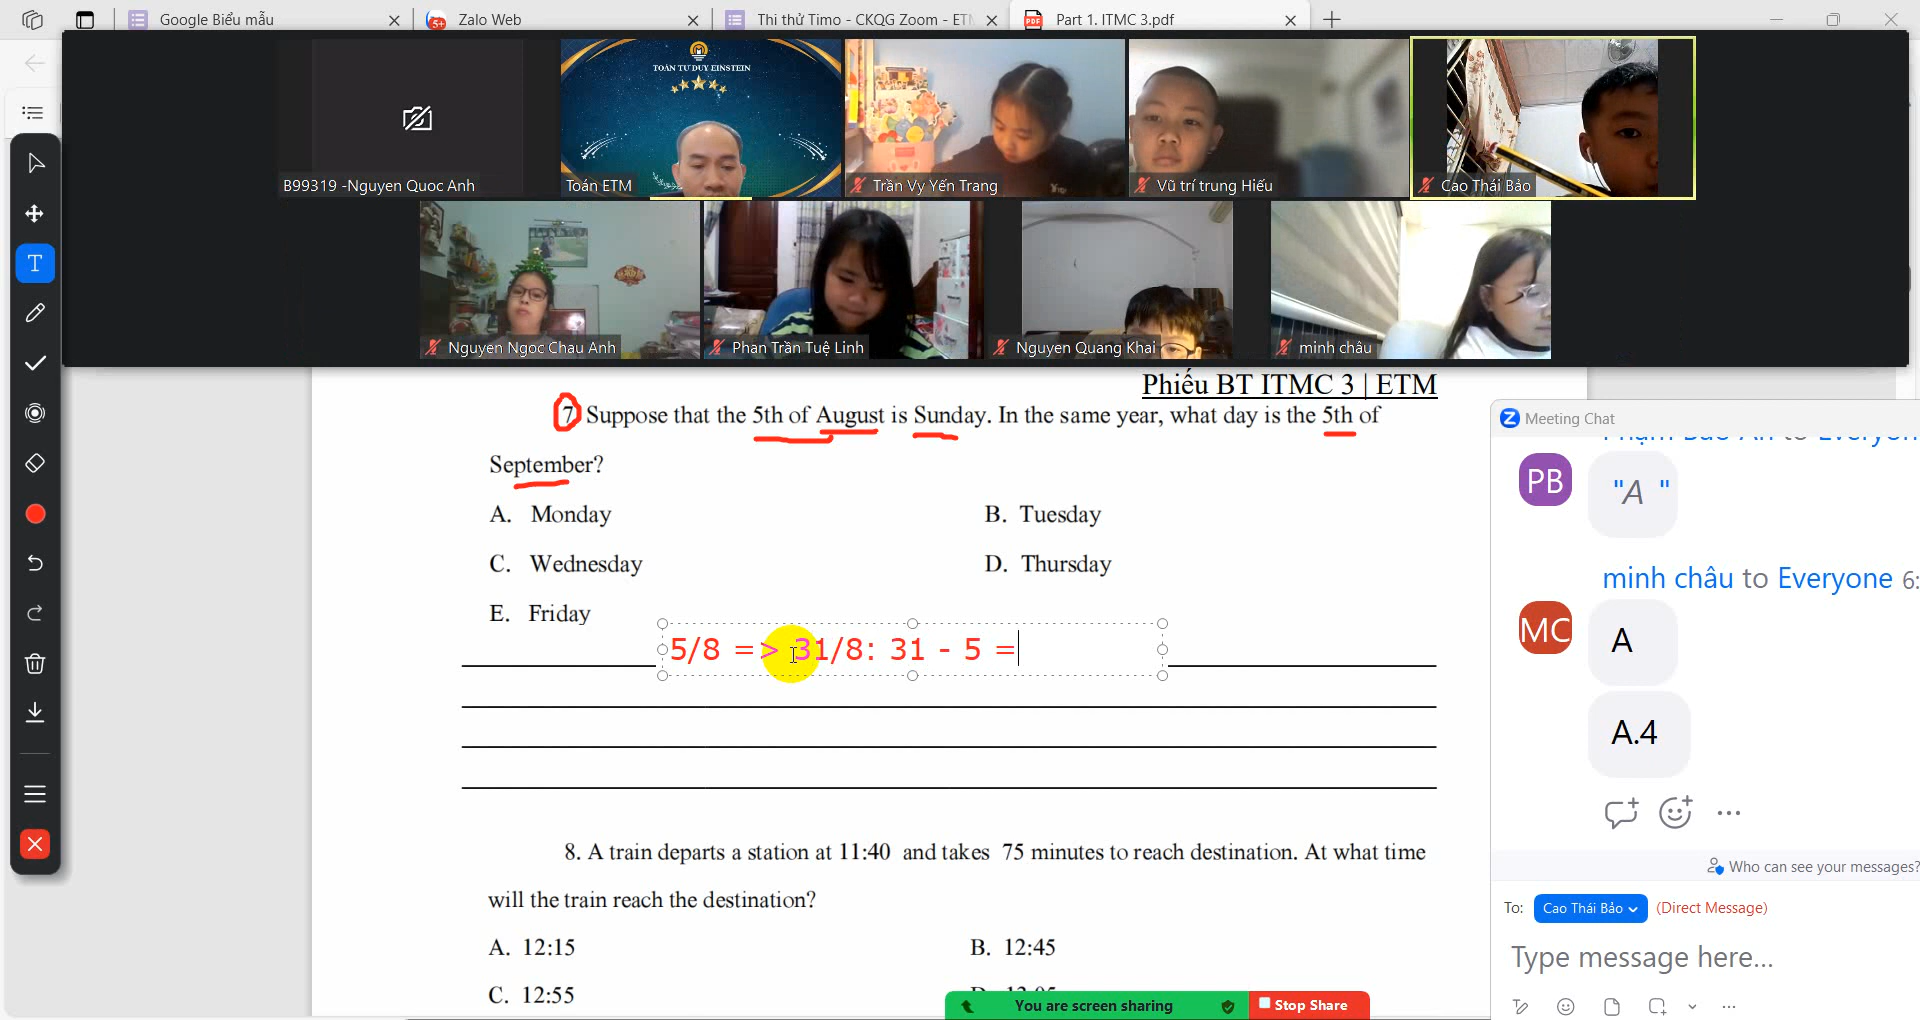 Google Biểu mẫu
5+
Zalo Web
Thi thử Timo - CKQG Zoom - ETM
PDF
Part 1. ITMC 3.pdf
B99319 -Nguyen Quoc Anh
TOÁN TƯ DUY EINSTEIN
Toán ETM
Trần Vy Yến Trang
Vũ trí trung Hiếu
Cao Thái Bảo
Nguyen Ngoc Chau Anh
Phan Trần Tuệ Linh
Nguyen Quang Khai
minh châu
Phiếu BT ITMC 3 | ETM
7. Suppose that the 5th of August is Sunday. In the same year, what day is the 5th of
September?
A. Monday
B. Tuesday
C. Wednesday
D. Thursday
E. Friday
5/8 => 31/8: 31 - 5 =
8. A train departs a station at 11:40 and takes 75 minutes to reach destination. At what time
will the train reach the destination?
A. 12:15
B. 12:45
C. 12:55
You are screen sharing
Stop Share
Meeting Chat
PB
"A "
minh châu to Everyone 6:
MC
A
A.4
Who can see your messages?
To: Cao Thái Bảo (Direct Message)
Type message here...